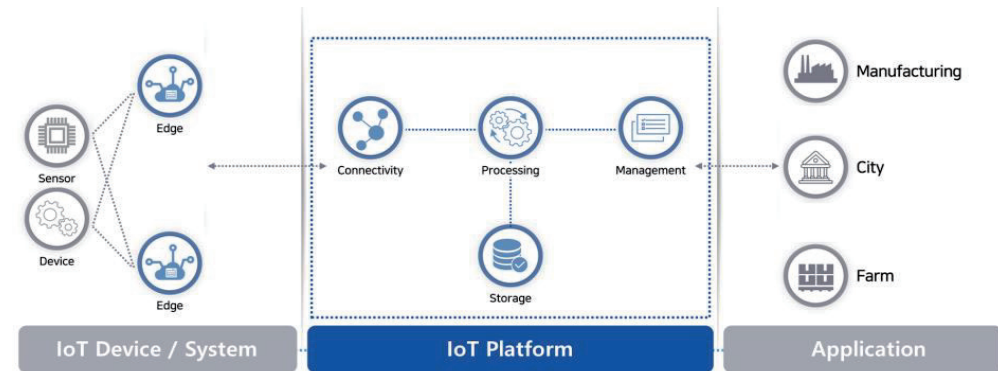 Edge
Sensor
Device
Edge
Connectivity
Processing
Management
Storage
Manufacturing
City
Farm
IoT Device / System
IoT Platform
Application